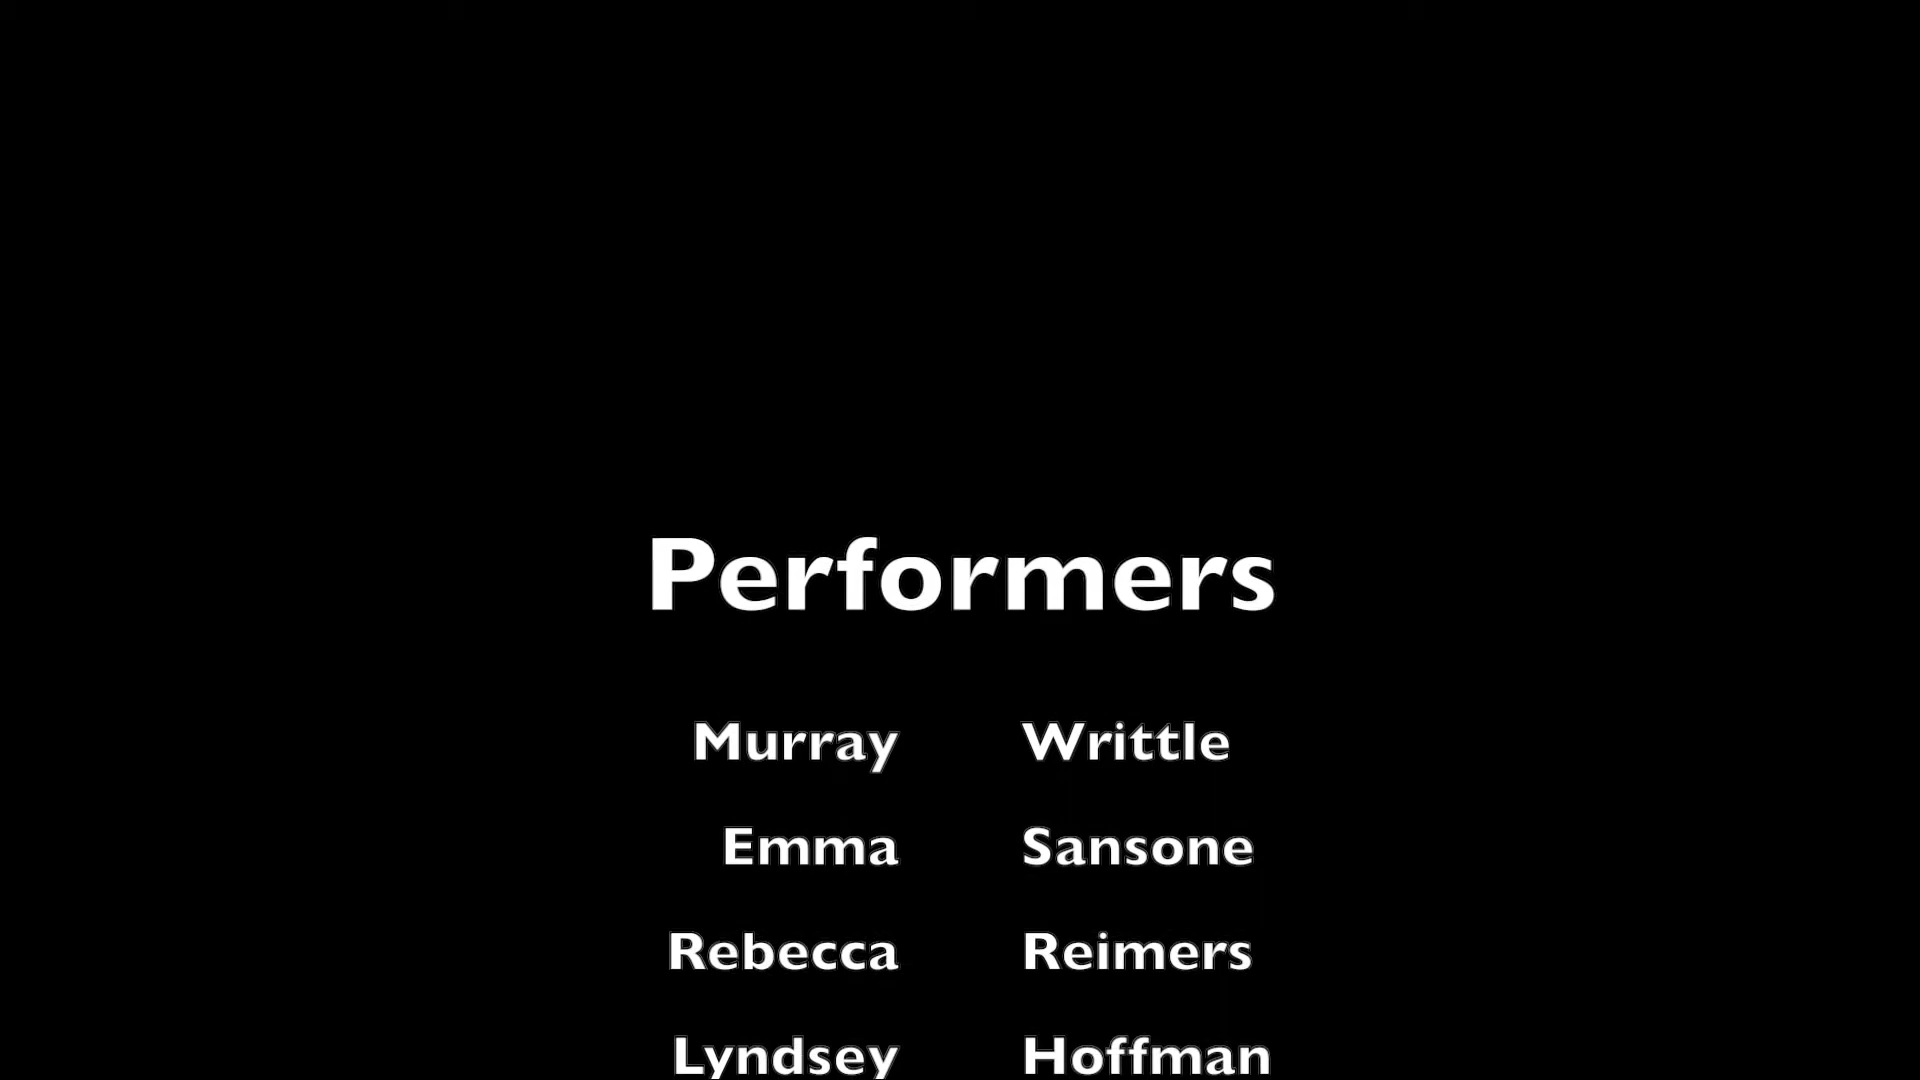 Performers
Murray Writtle
Emma Sansone
Rebecca Reimers
Lyndsey Hoffman